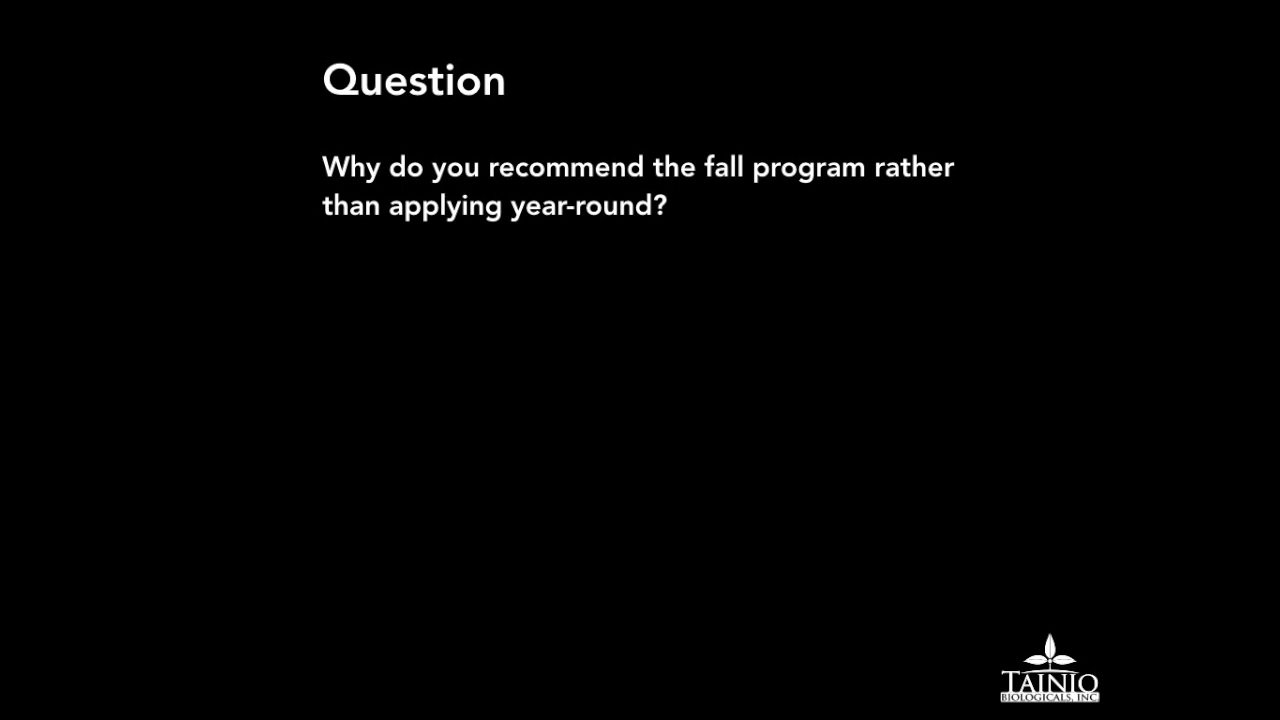 Question
Why do you recommend the fall program rather
than applying year-round?
TAINIO
BIOLOGICALS, INC